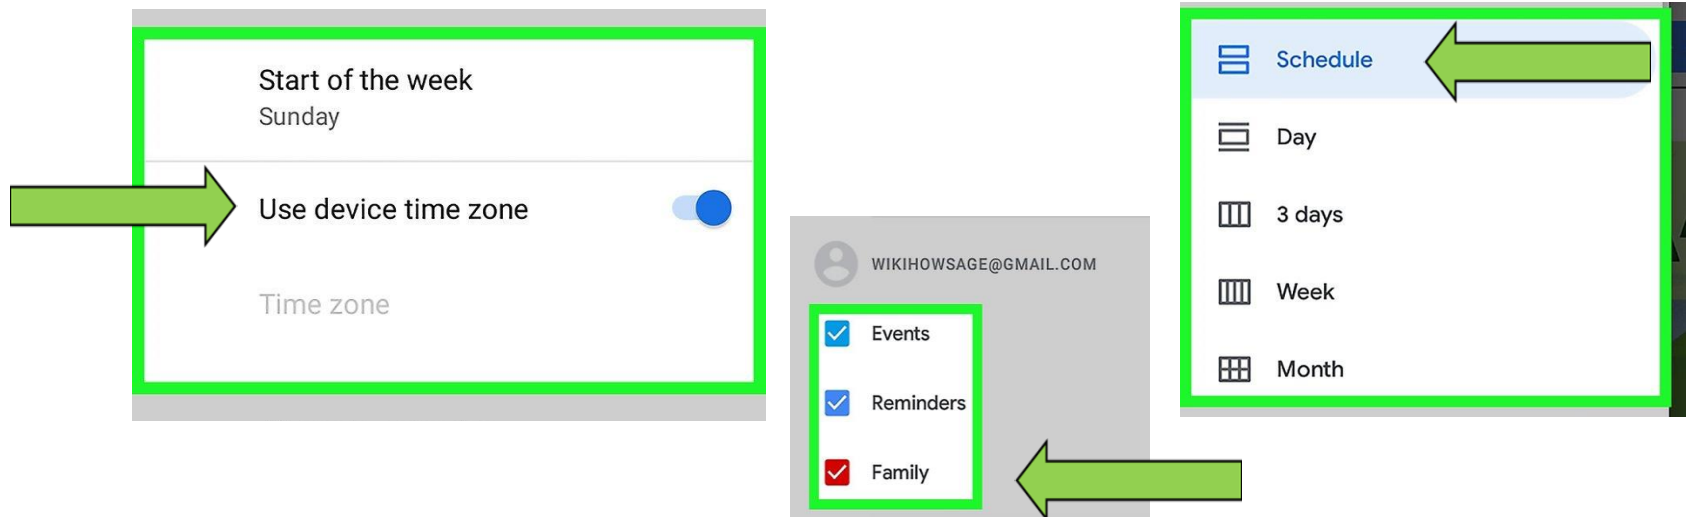 Start of the week
Sunday
Use device time zone
Time zone
WIKIHOWSAGE@GMAIL.COM
Events
Reminders
Family
Schedule
Day
3 days
Week
Month